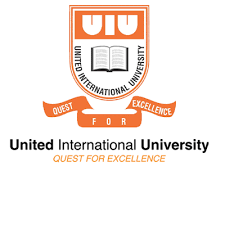 UIU
UNITED INTERNATIONAL UNIVERSITY
QUEST FOR EXCELLENCE
United International University
QUEST FOR EXCELLENCE